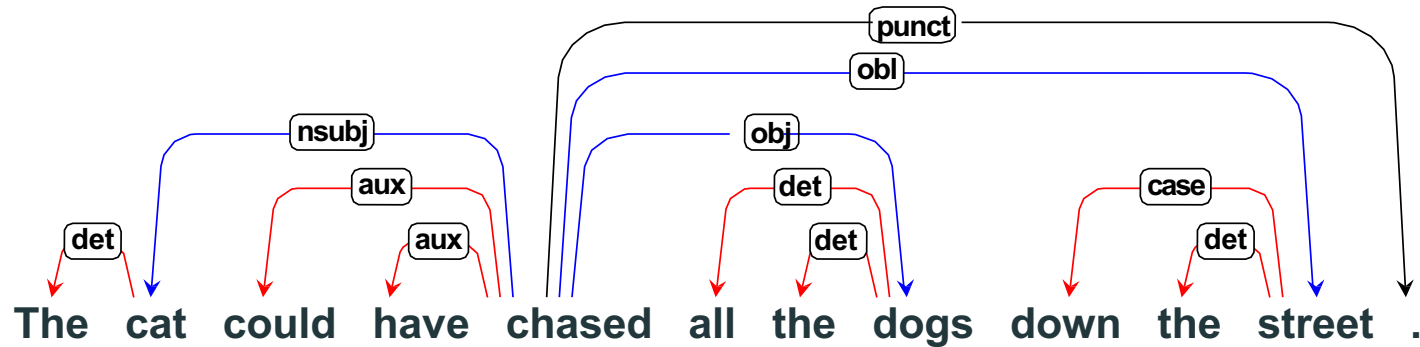 punct
obl
nsubj obj
aux det case
det aux det det
The cat could have chased all the dogs down the street .